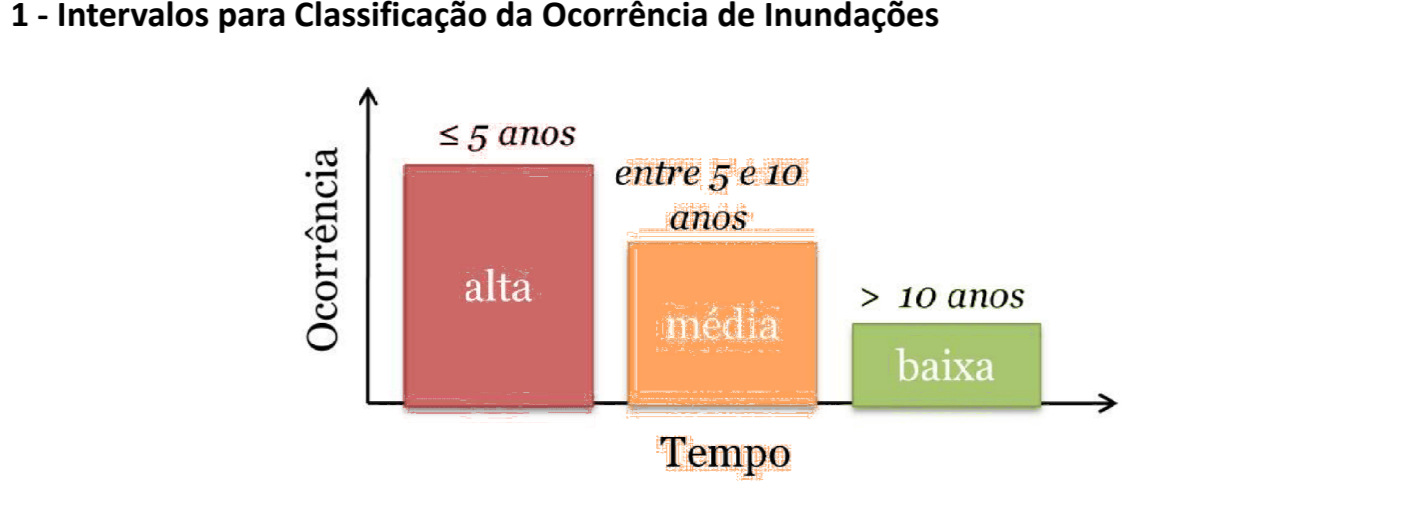 1 - Intervalos para Classificação da Ocorrência de Inundações
≤ 5 anos
entre 5 e 10
anos
> 10 anos
Ocorrência
alta
média
baixa
Tempo